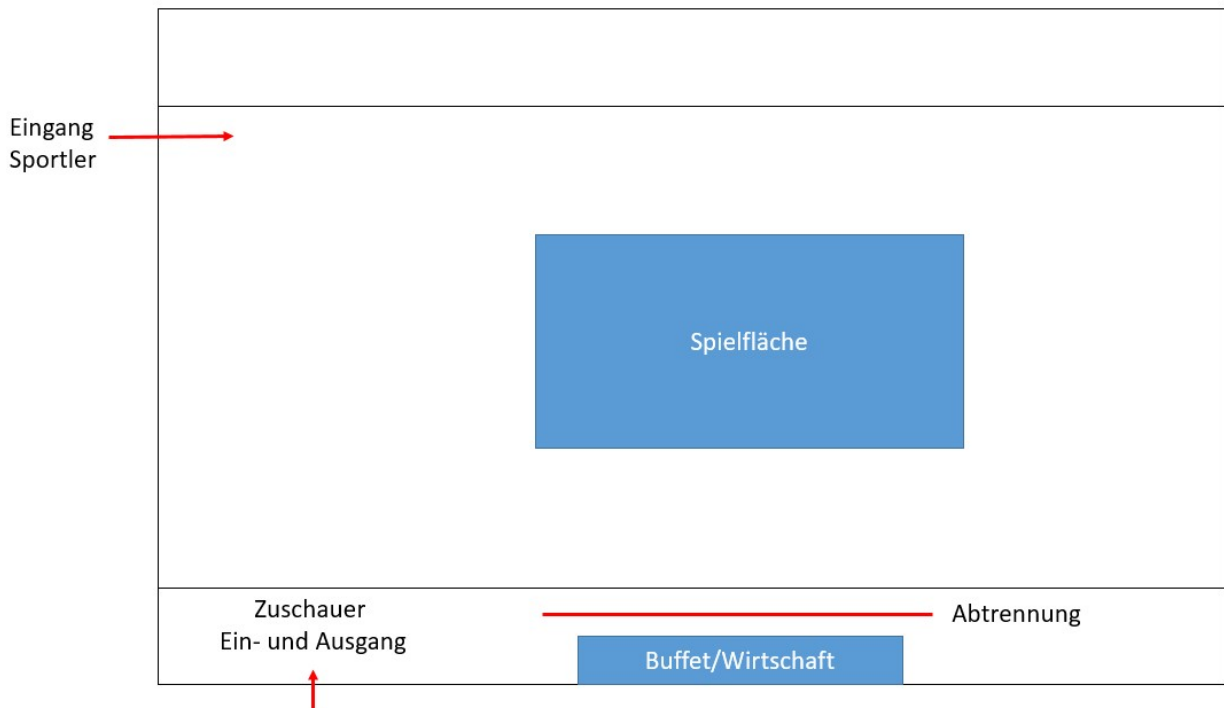 Eingang
Sportler
Spielfläche
Zuschauer
Ein- und Ausgang
Abtrennung
Buffet/Wirtschaft